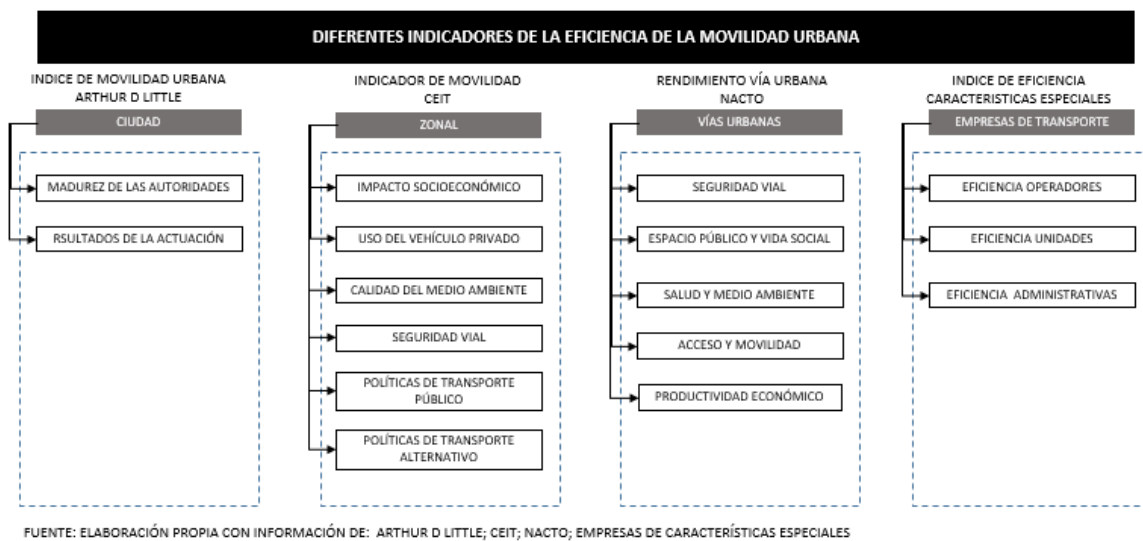 DIFERENTES INDICADORES DE LA EFICIENCIA DE LA MOVILIDAD URBANA
INDICE DE MOVILIDAD URBANA
ARTHUR D LITTLE
CIUDAD
MADUREZ DE LAS AUTORIDADES
RSULTADOS DE LA ACTUACIÓN
INDICADOR DE MOVILIDAD
CEIT
ZONAL
IMPACTO SOCIOECONÓMICO
USO DEL VEHÍCULO PRIVADO
CALIDAD DEL MEDIO AMBIENTE
SEGURIDAD VIAL
POLÍTICAS DE TRANSPORTE
PÚBLICO
POLÍTICAS DE TRANSPORTE
ALTERNATIVO
RENDIMIENTO VÍA URBANA
NACTO
VÍAS URBANAS
SEGURIDAD VIAL
ESPACIO PÚBLICO Y VIDA SOCIAL
SALUD Y MEDIO AMBIENTE
ACCESO Y MOVILIDAD
PRODUCTIVIDAD ECONÓMICO
INDICE DE EFICIENCIA
CARACTERISTICAS ESPECIALES
EMPRESAS DE TRANSPORTE
EFICIENCIA OPERADORES
EFICIENCIA UNIDADES
EFICIENCIA ADMINISTRATIVAS
FUENTE: ELABORACIÓN PROPIA CON INFORMACIÓN DE: ARTHUR D LITTLE; CEIT; NACTO; EMPRESAS DE CARACTERÍSTICAS ESPECIALES